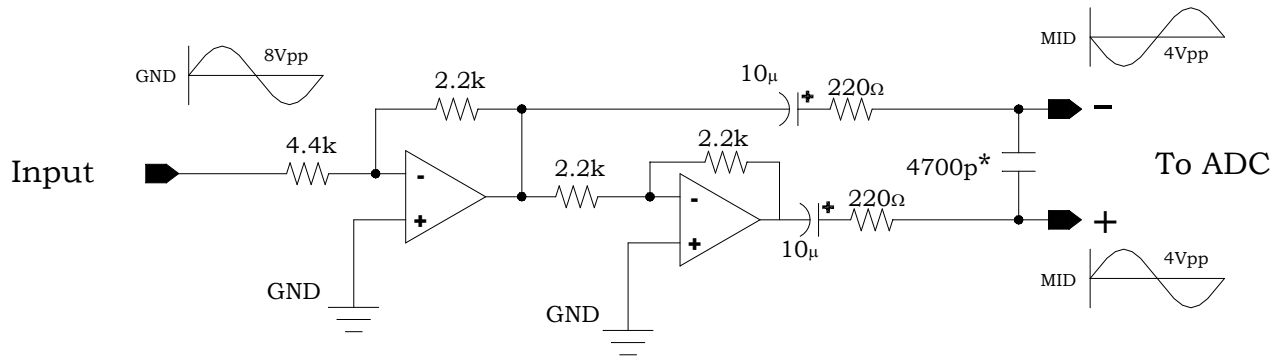 MID
4Vpp
8Vpp
GND
10µ
2.2k
220Ω
-
4.4k
2.2k
Input
-
4700p*
To ADC
2.2k
-
+
220Ω
+
+
+
10µ
4Vpp
GND
MID
GND